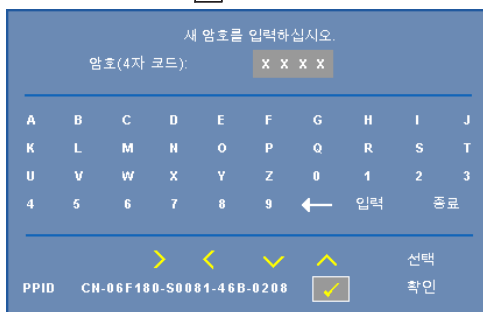 새 암호를 입력하십시오.
암호(4자 코드): X X X X
A B C D E F G H I J
K L M N O P Q R S T
U V W X Y Z 0 1 2 3
4 5 6 7 8 9 입력 종료
선택
PPID CN-06F180-S0081-46B-0208 확인